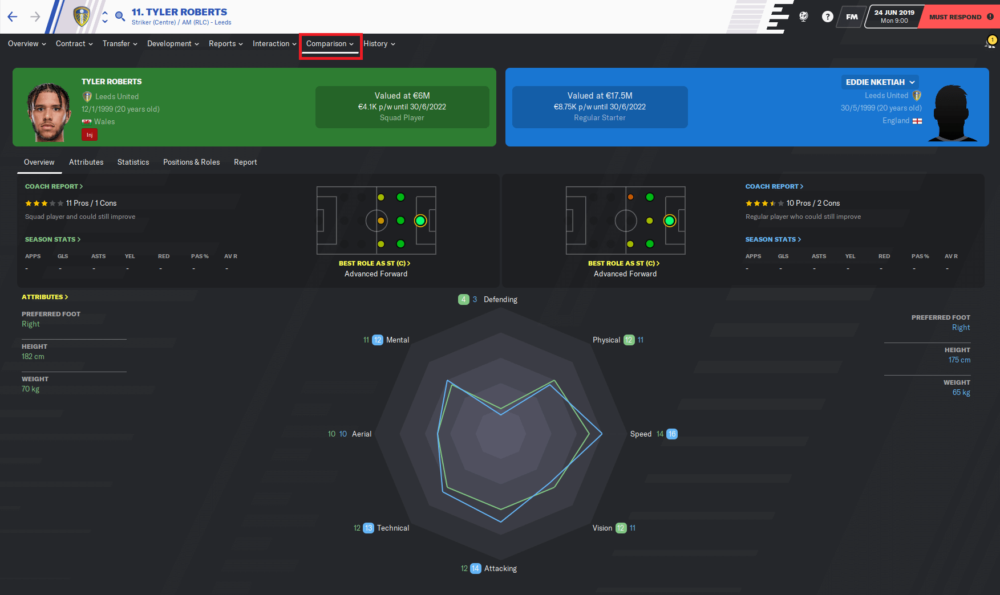 11. TYLER ROBERTS
Striker (Centre) / AM (RLC) - Leeds
?
FM
24 JUN 2019
Mon 9:00
MUST RESPOND
Overview Contract Transfer Development Reports Interaction Comparison History
1
TYLER ROBERTS
Leeds United
12/1/1999 (20 years old)
Wales
Inj
Valued at €6M
€4.1K p/w until 30/6/2022
Squad Player
Valued at €17.5M
€8.75K p/w until 30/6/2022
Regular Starter
EDDIE NKETIAH
Leeds United
30/5/1999 (20 years old)
England
Overview Attributes Statistics Positions & Roles Report
COACH REPORT >
11 Pros / 1 Cons
Squad player and could still improve
SEASON STATS >
APPS GLS ASTS YEL RED PAS % AV R
- - - - - - -
BEST ROLE AS ST (C) >
Advanced Forward
BEST ROLE AS ST (C) >
Advanced Forward
COACH REPORT >
10 Pros / 2 Cons
Regular player who could still improve
SEASON STATS >
APPS GLS ASTS YEL RED PAS % AV R
- - - - - - -
ATTRIBUTES >
PREFERRED FOOT
Right
HEIGHT
182 cm
WEIGHT
70 kg
4 3 Defending
11 12 Mental
Physical 12 11
10 10 Aerial
Speed 14 16
12 13 Technical
Vision 12 11
12 14 Attacking
PREFERRED FOOT
Right
HEIGHT
175 cm
WEIGHT
65 kg